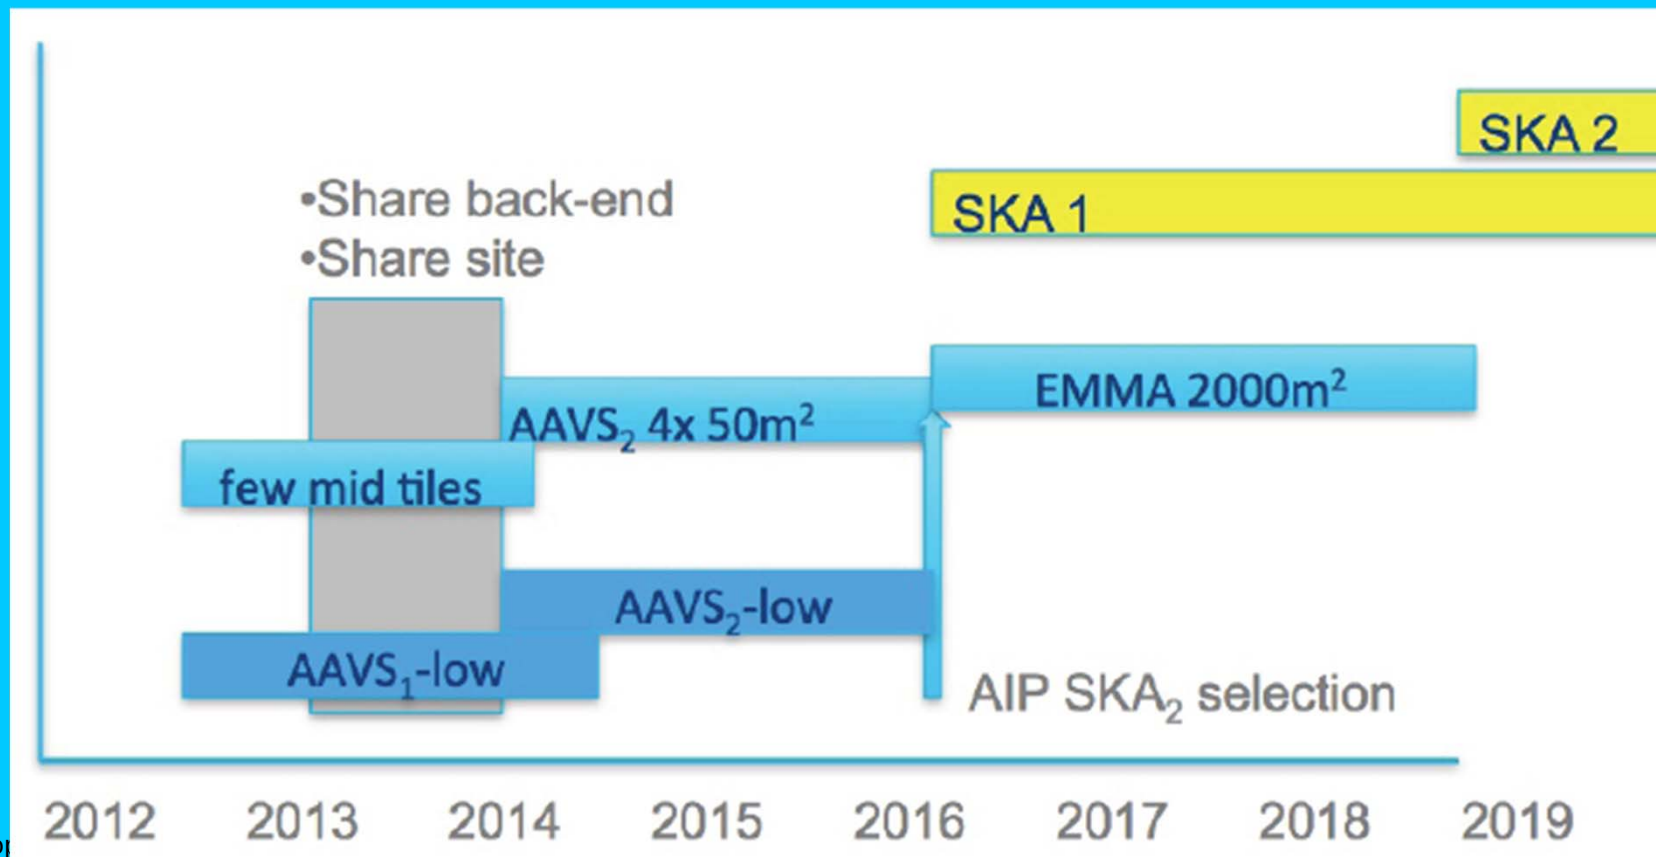 SKA 2
SKA 1
•Share back-end
•Share site
EMMA 2000m²
AAVS₂ 4x 50m²
few mid tiles
AAVS₂-low
AAVS₁-low
AIP SKA₂ selection
2012 2013 2014 2015 2016 2017 2018 2019